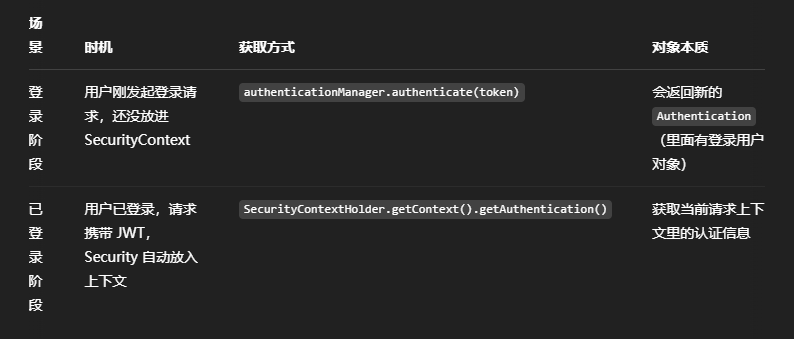 场景 时机 获取方式 对象本质
登录阶段 用户刚发起登录请求，还没放进 SecurityContext authenticationManager.authenticate(token) 会返回新的 Authentication（里面有登录用户对象）
已登录阶段 用户已登录，请求携带 JWT，Security 自动放入上下文 SecurityContextHolder.getContext().getAuthentication() 获取当前请求上下文里的认证信息